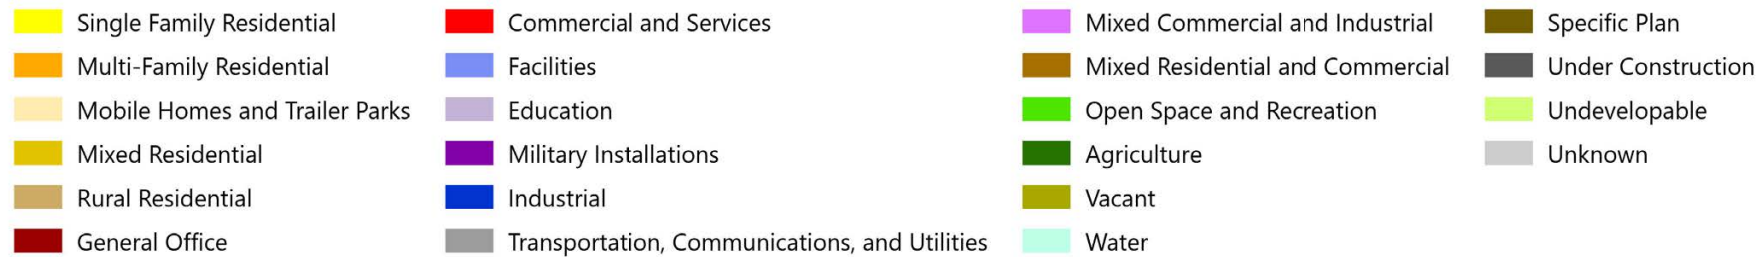 Single Family Residential
Multi-Family Residential
Mobile Homes and Trailer Parks
Mixed Residential
Rural Residential
General Office
Commercial and Services
Facilities
Education
Military Installations
Industrial
Transportation, Communications, and Utilities
Mixed Commercial and Industrial
Mixed Residential and Commercial
Open Space and Recreation
Agriculture
Vacant
Water
Specific Plan
Under Construction
Undevelopable
Unknown